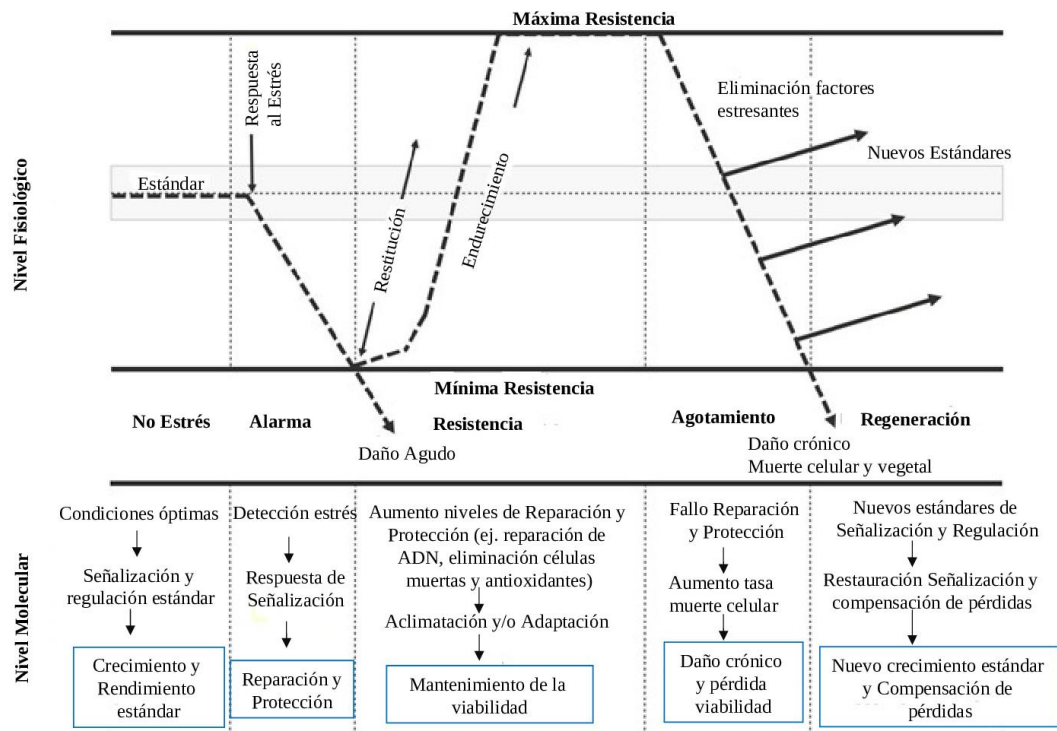 Máxima Resistencia
Nivel Fisiológico
Respuesta
al Estrés
Estándar
Restitución
Endurecimiento
Eliminación factores
estresantes
Nuevos Estándares
Mínima Resistencia
No Estrés
Alarma
Resistencia
Agotamiento
Regeneración
Daño Agudo
Daño crónico
Muerte celular y vegetal
Nivel Molecular
Condiciones óptimas
Señalización y
regulación estándar
Crecimiento y
Rendimiento
estándar
Detección estrés
Respuesta de
Señalización
Reparación y
Protección
Aumento niveles de Reparación y
Protección (ej. reparación de
ADN, eliminación células
muertas y antioxidantes)
Aclimatación y/o Adaptación
Mantenimiento de la
viabilidad
Fallo Reparación
y Protección
Aumento tasa
muerte celular
Daño crónico
y pérdida
viabilidad
Nuevos estándares de
Señalización y Regulación
Restauración Señalización y
compensación de pérdidas
Nuevo crecimiento estándar
y Compensación de
pérdidas